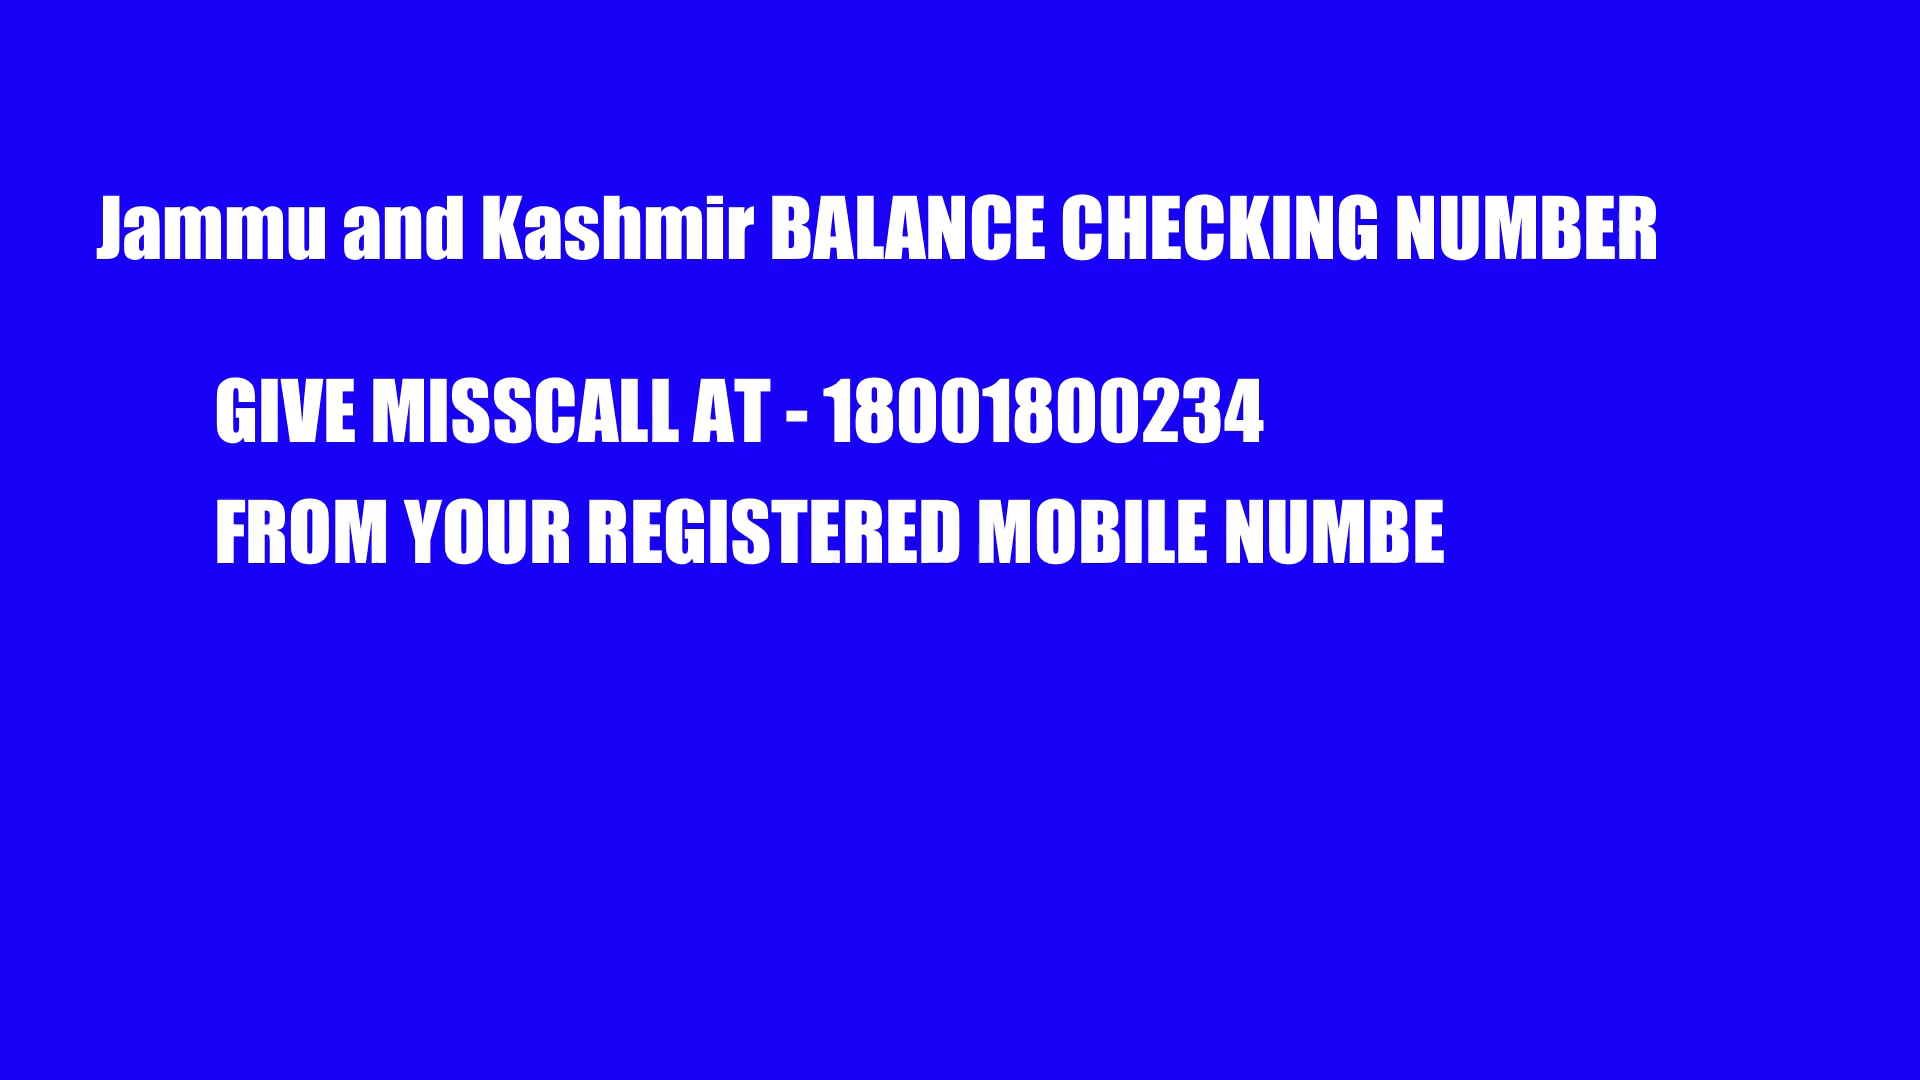 Jammu and Kashmir BALANCE CHECKING NUMBER
GIVE MISSCALL AT - 18001800234
FROM YOUR REGISTERED MOBILE NUMBE